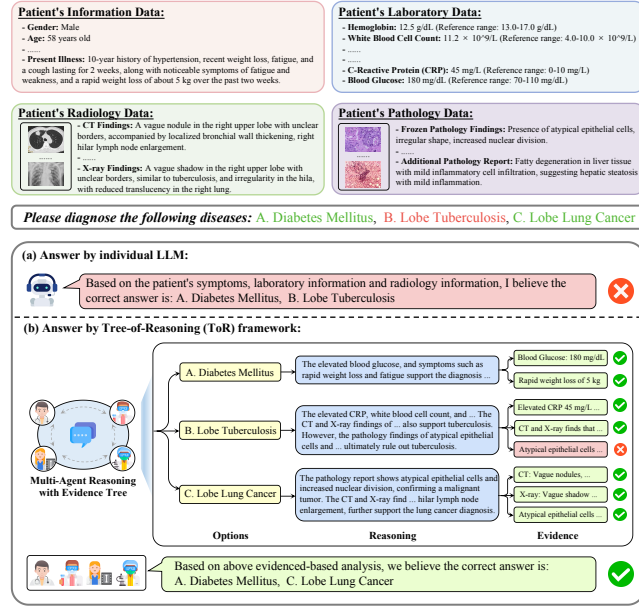 Patient's Information Data:
- Gender: Male
- Age: 58 years old
- ......
- Present Illness: 10-year history of hypertension, recent weight loss, fatigue, and
a cough lasting for 2 weeks, along with noticeable symptoms of fatigue and
weakness, and a rapid weight loss of about 5 kg over the past two weeks.
Patient's Laboratory Data:
- Hemoglobin: 12.5 g/dL (Reference range: 13.0-17.0 g/dL)
- White Blood Cell Count: 11.2 × 10^9/L (Reference range: 4.0-10.0 × 10^9/L)
- ......
- ......
- C-Reactive Protein (CRP): 45 mg/L (Reference range: 0-10 mg/L)
- Blood Glucose: 180 mg/dL (Reference range: 70-110 mg/dL)
Patient's Radiology Data:
- CT Findings: A vague nodule in the right upper lobe with unclear
borders, accompanied by localized bronchial wall thickening, right
hilar lymph node enlargement.
......
- ......
- X-ray Findings: A vague shadow in the right upper lobe with
unclear borders, similar to tuberculosis, and irregularity in the hila,
with reduced translucency in the right lung.
Patient's Pathology Data:
- Frozen Pathology Findings: Presence of atypical epithelial cells,
irregular shape, increased nuclear division.
......
- ......
- Additional Pathology Report: Fatty degeneration in liver tissue
with mild inflammatory cell infiltration, suggesting hepatic steatosis
with mild inflammation.
Please diagnose the following diseases: A. Diabetes Mellitus, B. Lobe Tuberculosis, C. Lobe Lung Cancer
(a) Answer by individual LLM:
Based on the patient's symptoms, laboratory information and radiology information, I believe the
correct answer is: A. Diabetes Mellitus, B. Lobe Tuberculosis
(b) Answer by Tree-of-Reasoning (ToR) framework:
Multi-Agent Reasoning
with Evidence Tree
A. Diabetes Mellitus
The elevated blood glucose, and symptoms such as
rapid weight loss and fatigue support the diagnosis ...
Blood Glucose: 180 mg/dL
Rapid weight loss of 5 kg
B. Lobe Tuberculosis
The elevated CRP, white blood cell count, and ... The
CT and X-ray findings of ... also support tuberculosis.
However, the pathology findings of atypical epithelial
cells and ... ultimately rule out tuberculosis.
Elevated CRP 45 mg/L ...
CT and X-ray finds that ...
Atypical epithelial cells ...
C. Lobe Lung Cancer
The pathology report shows atypical epithelial cells and
increased nuclear division, confirming a malignant
tumor. The CT and X-ray find ... hilar lymph node
enlargement, further support the lung cancer diagnosis.
CT: Vague nodules, ...
X-ray: Vague shadow ...
Atypical epithelial cells ...
Options
Reasoning
Evidence
Based on above evidenced-based analysis, we believe the correct answer is:
A. Diabetes Mellitus, C. Lobe Lung Cancer